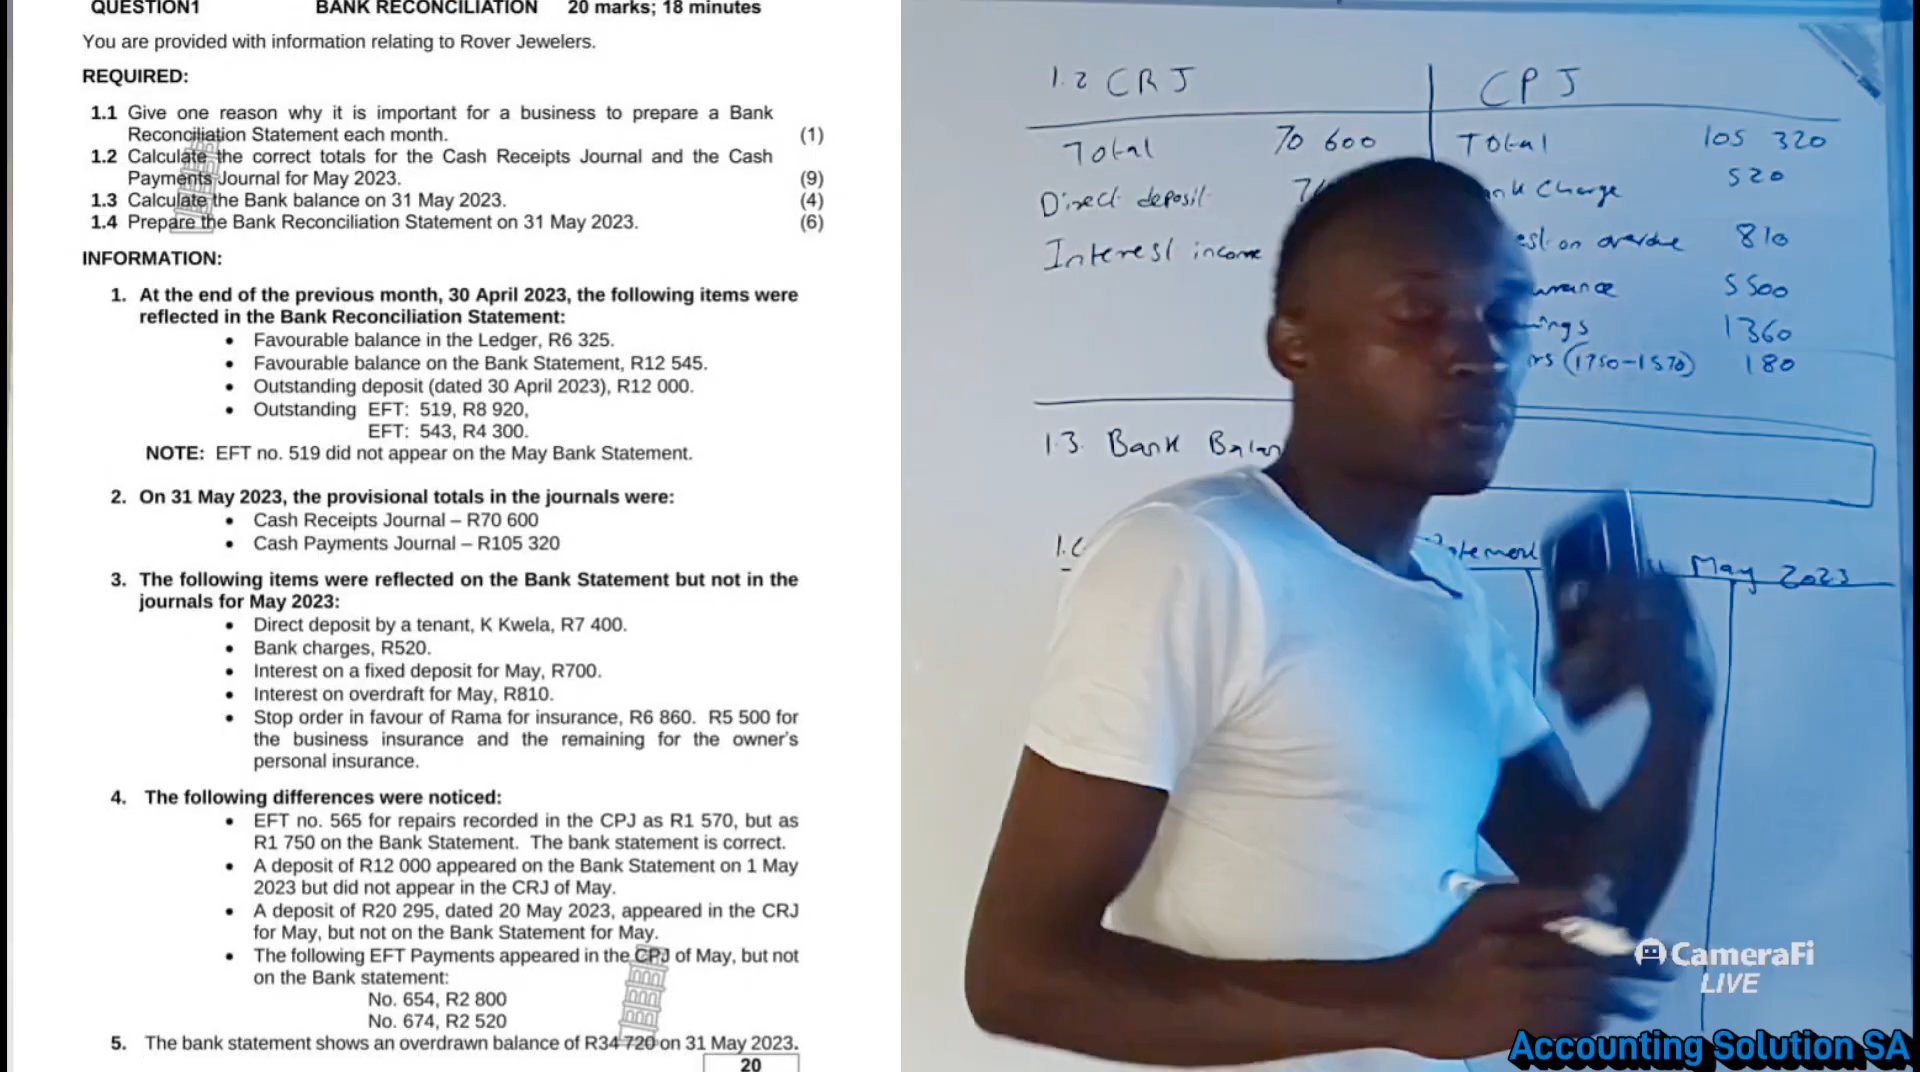 QUESTION1 BANK RECONCILIATION 20 marks; 18 minutes
You are provided with information relating to Rover Jewelers.
REQUIRED:
1.1 Give one reason why it is important for a business to prepare a Bank
Reconciliation Statement each month. (1)
1.2 Calculate the correct totals for the Cash Receipts Journal and the Cash
Payments Journal for May 2023. (9)
1.3 Calculate the Bank balance on 31 May 2023. (4)
1.4 Prepare the Bank Reconciliation Statement on 31 May 2023. (6)
INFORMATION:
1. At the end of the previous month, 30 April 2023, the following items were
reflected in the Bank Reconciliation Statement:
• Favourable balance in the Ledger, R6 325.
• Favourable balance on the Bank Statement, R12 545.
• Outstanding deposit (dated 30 April 2023), R12 000.
• Outstanding EFT: 519, R8 920,
EFT: 543, R4 300.
NOTE: EFT no. 519 did not appear on the May Bank Statement.
2. On 31 May 2023, the provisional totals in the journals were:
• Cash Receipts Journal – R70 600
• Cash Payments Journal – R105 320
3. The following items were reflected on the Bank Statement but not in the
journals for May 2023:
• Direct deposit by a tenant, K Kwela, R7 400.
• Bank charges, R520.
• Interest on a fixed deposit for May, R700.
• Interest on overdraft for May, R810.
• Stop order in favour of Rama for insurance, R6 860. R5 500 for
the business insurance and the remaining for the owner's
personal insurance.
4. The following differences were noticed:
• EFT no. 565 for repairs recorded in the CPJ as R1 570, but as
R1 750 on the Bank Statement. The bank statement is correct.
• A deposit of R12 000 appeared on the Bank Statement on 1 May
2023 but did not appear in the CRJ of May.
• A deposit of R20 295, dated 20 May 2023, appeared in the CRJ
for May, but not on the Bank Statement for May.
• The following EFT Payments appeared in the CPJ of May, but not
on the Bank statement:
No. 654, R2 800
No. 674, R2 520
5. The bank statement shows an overdrawn balance of R34 720 on 31 May 2023.
20
1.2 CRJ CPJ
Total 70 600 Total 105 320
Direct deposit Charge 520
Interest income on overdue 810
5 500
1360
(1750-1570) 180
1.3. Bank
May 2023
CameraFi
LIVE
Accounting Solution SA